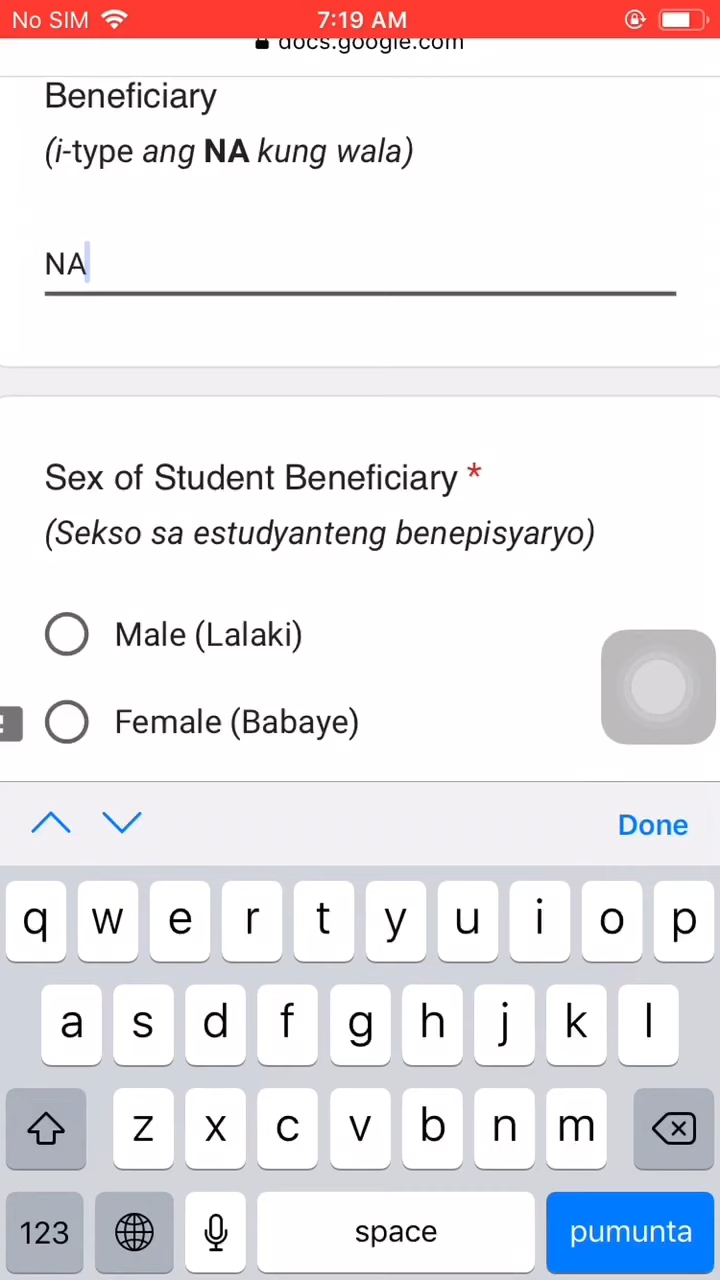 No SIM 7:19 AM
docs.google.com
Beneficiary
(i-type ang NA kung wala)
NA
Sex of Student Beneficiary *
(Sekso sa estudyanteng benepisyaryo)
Male (Lalaki)
Female (Babaye)
Done
q w e r t y u i o p
a s d f g h j k l
z x c v b n m
123 space pumunta